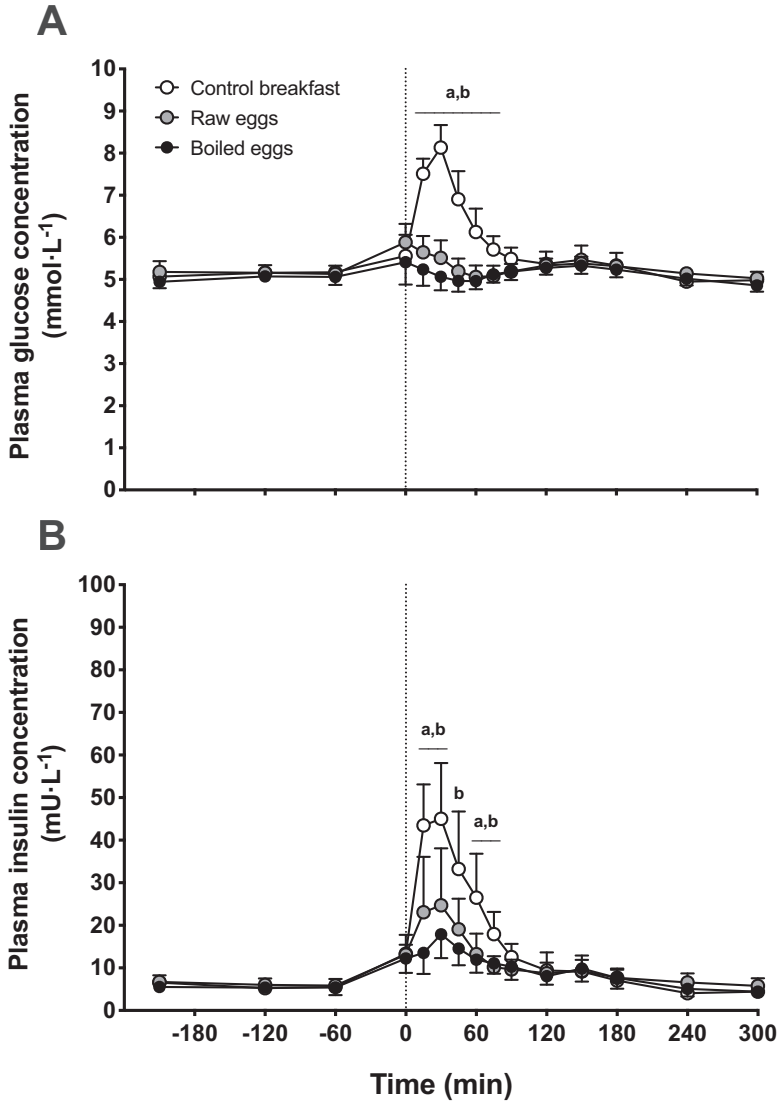 A
Plasma glucose concentration
(mmol·L-1)
10
9
8
7
6
5
4
3
2
1
0
Control breakfast
Raw eggs
Boiled eggs
a,b
B
Plasma insulin concentration
(mU·L-1)
100
90
80
70
60
50
40
30
20
10
0
a,b
b
a,b
-180 -120 -60 0 60 120 180 240 300
Time (min)